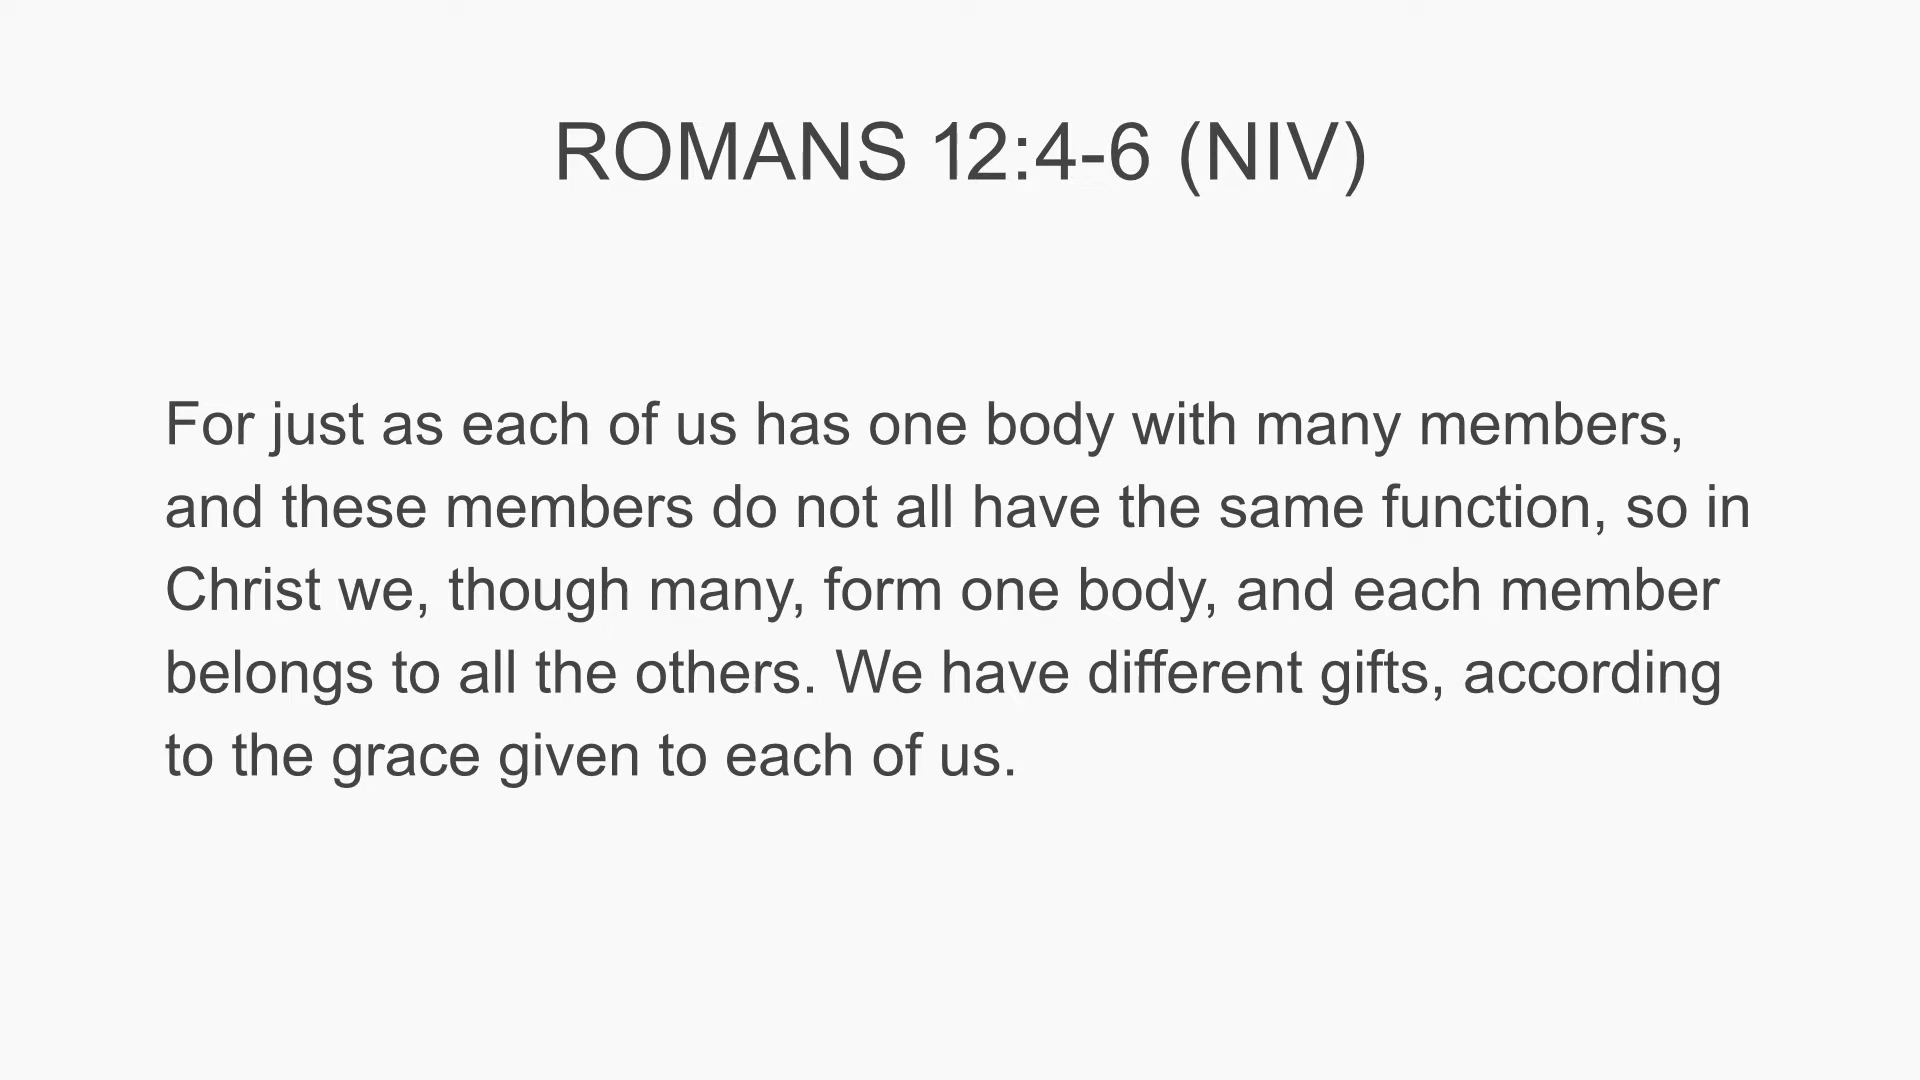 ROMANS 12:4-6 (NIV)
For just as each of us has one body with many members,
and these members do not all have the same function, so in
Christ we, though many, form one body, and each member
belongs to all the others. We have different gifts, according
to the grace given to each of us.